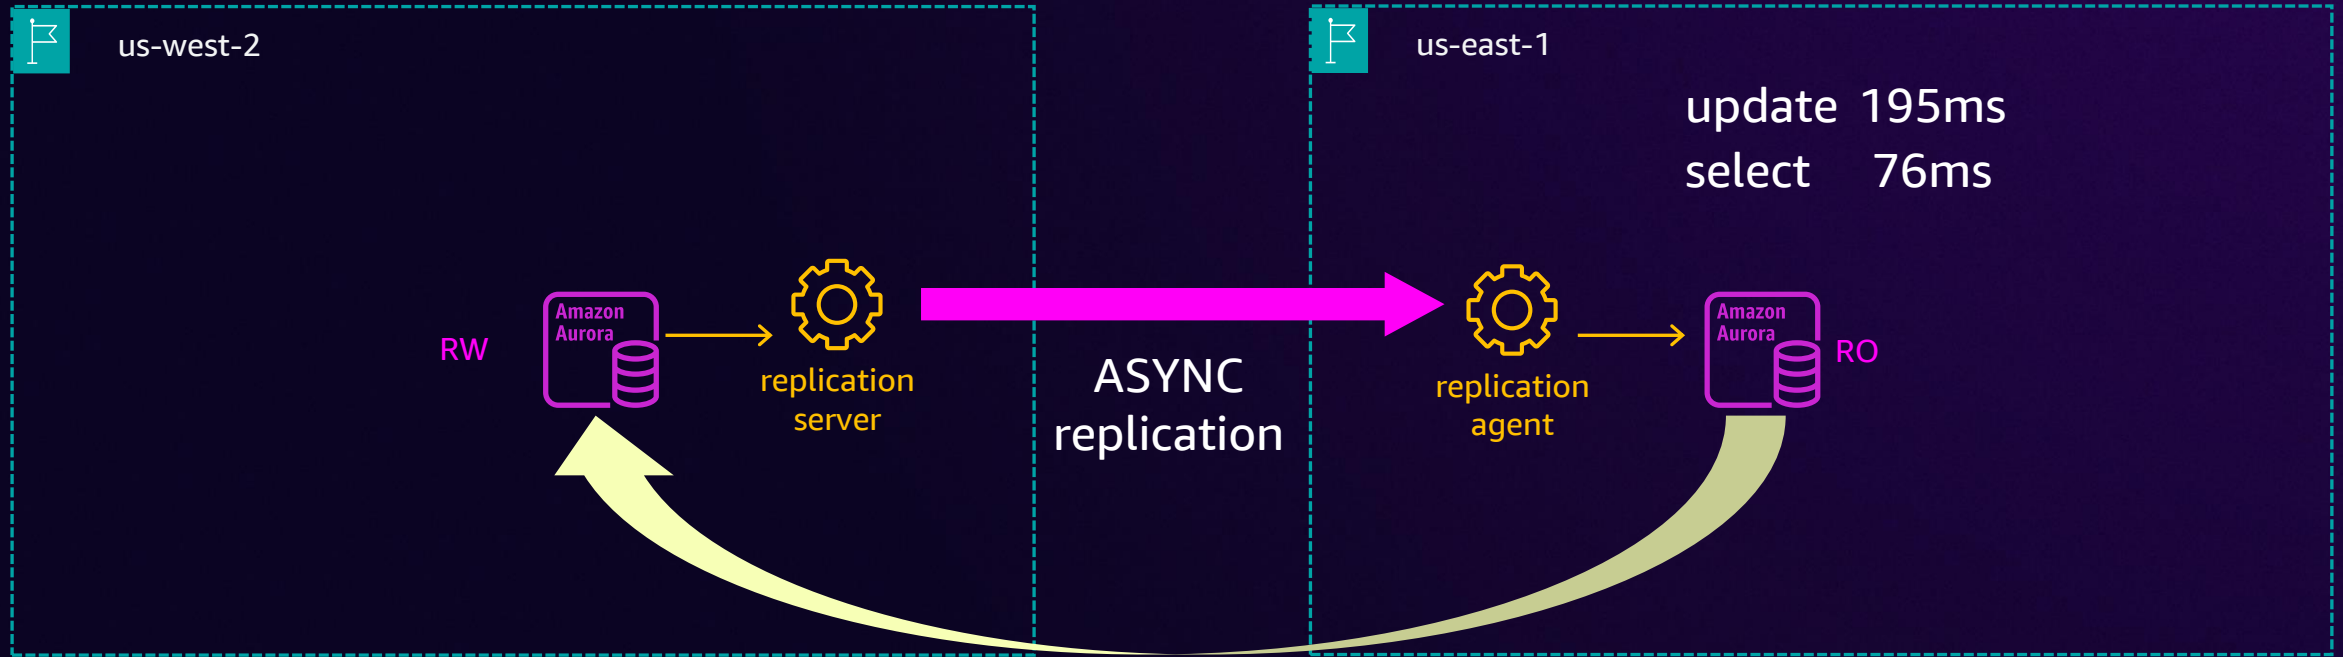 us-west-2
us-east-1
update 195ms
select 76ms
Amazon
Aurora
RW
replication
server
ASYNC
replication
replication
agent
Amazon
Aurora
RO